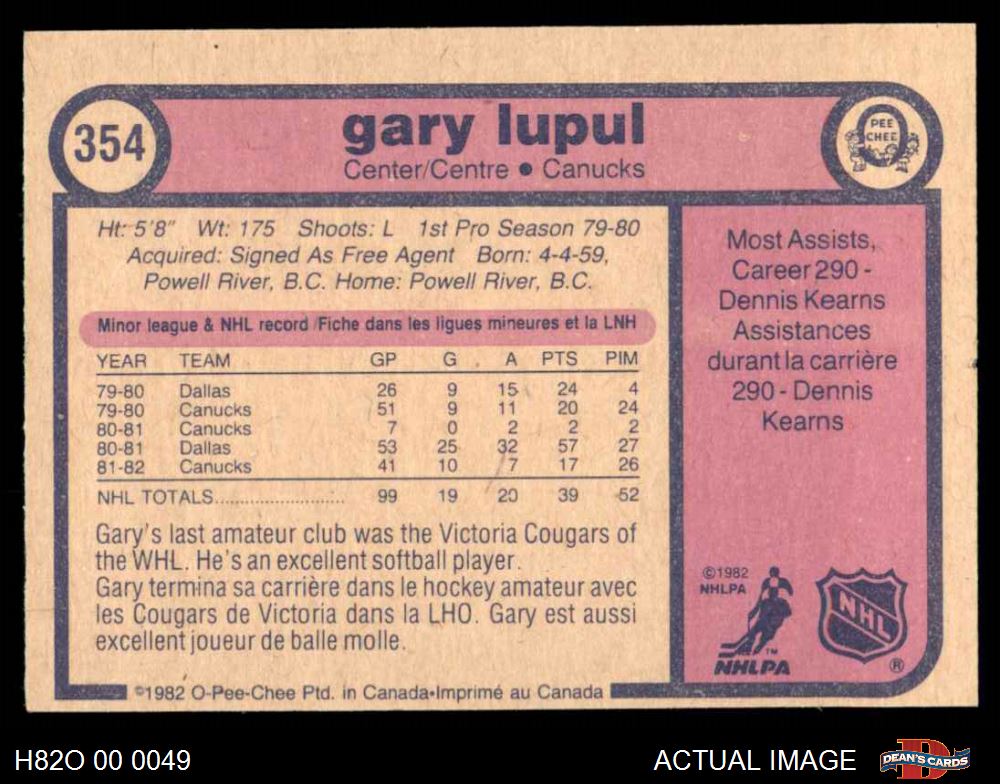 354
gary lupul
Center/Centre • Canucks
PEE
CHEE
Ht: 5'8" Wt: 175 Shoots: L 1st Pro Season 79-80
Acquired: Signed As Free Agent Born: 4-4-59,
Powell River, B.C. Home: Powell River, B.C.
Minor league & NHL record/Fiche dans les ligues mineures et la LNH
YEAR TEAM GP G A PTS PIM
79-80 Dallas 26 9 15 24 4
79-80 Canucks 51 9 11 20 24
80-81 Canucks 7 0 2 2 2
80-81 Dallas 53 25 32 57 27
81-82 Canucks 41 10 7 17 26
NHL TOTALS........................ 99 19 20 39 52
Gary's last amateur club was the Victoria Cougars of
the WHL. He's an excellent softball player.
Gary termina sa carrière dans le hockey amateur avec
les Cougars de Victoria dans la LHO. Gary est aussi
excellent joueur de balle molle.
©1982 O-Pee-Chee Ptd. in Canada•Imprimé au Canada
Most Assists,
Career 290 -
Dennis Kearns
Assistances
durant la carrière
290 - Dennis
Kearns
©1982
NHLPA
TM
NHLPA
NHL
®
H82O 00 0049
ACTUAL IMAGE
D
DEAN'S CARDS